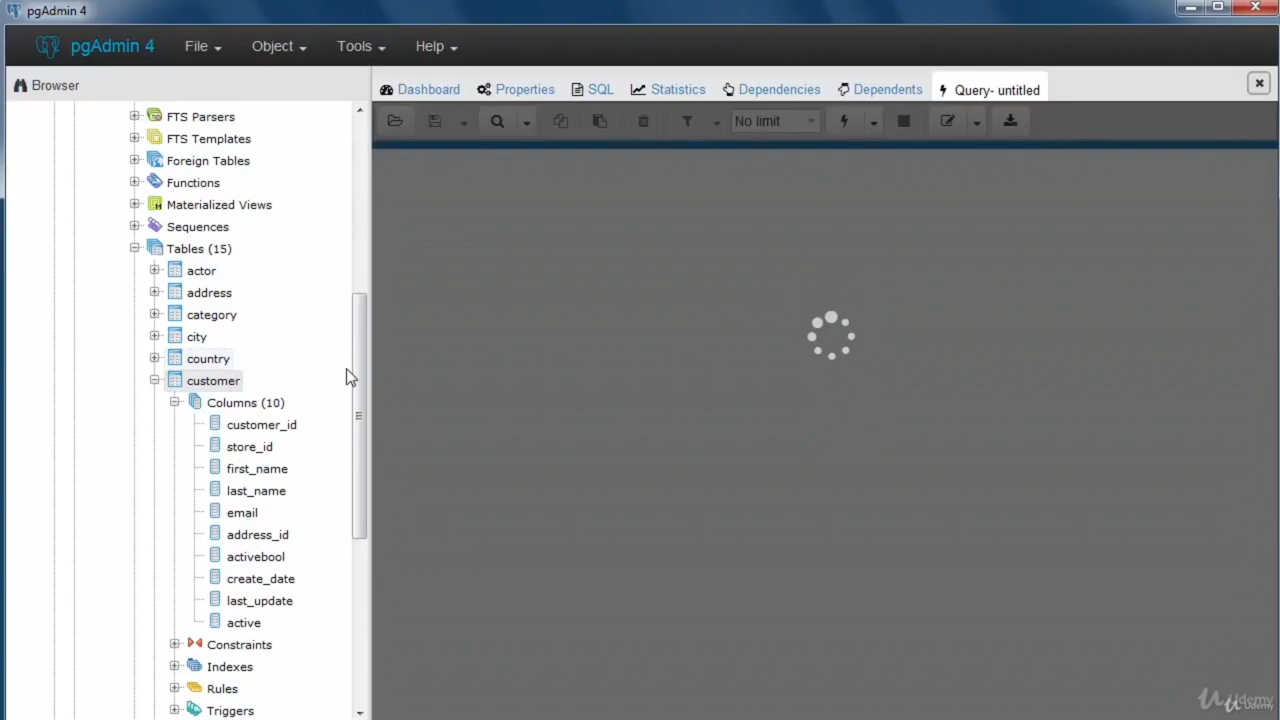 pgAdmin 4
pgAdmin 4 File Object Tools Help
Browser
Dashboard Properties SQL Statistics Dependencies Dependents Query- untitled
No limit
FTS Parsers
FTS Templates
Foreign Tables
Functions
Materialized Views
Sequences
Tables (15)
actor
address
category
city
country
customer
Columns (10)
customer_id
store_id
first_name
last_name
email
address_id
activebool
create_date
last_update
active
Constraints
Indexes
Rules
Triggers
Udemy